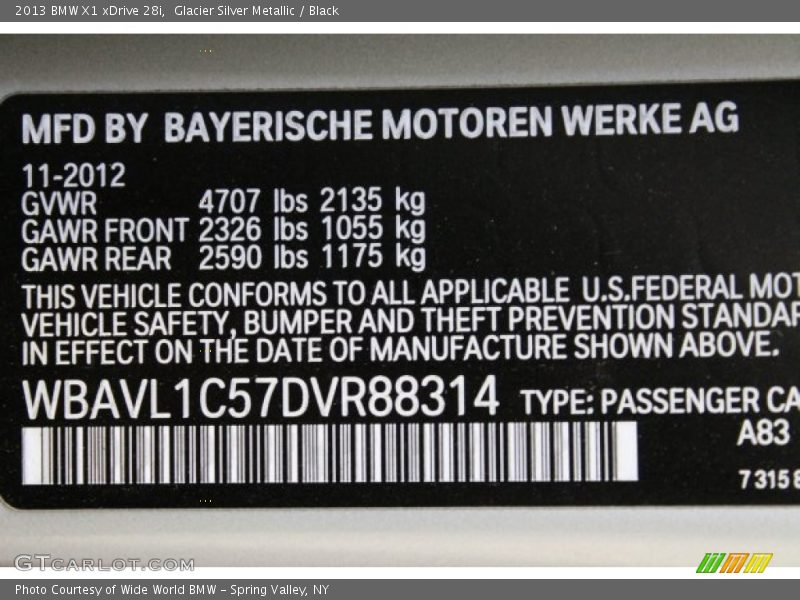 2013 BMW X1 xDrive 28i,  Glacier Silver Metallic / Black
MFD BY BAYERISCHE MOTOREN WERKE AG
11-2012
GVWR 4707 lbs 2135 kg
GAWR FRONT 2326 lbs 1055 kg
GAWR REAR 2590 lbs 1175 kg
THIS VEHICLE CONFORMS TO ALL APPLICABLE U.S.FEDERAL MOT
VEHICLE SAFETY, BUMPER AND THEFT PREVENTION STANDAR
IN EFFECT ON THE DATE OF MANUFACTURE SHOWN ABOVE.
WBAVL1C57DVR88314 TYPE: PASSENGER CA
A83
7 315 8
GTCARLOT.COM
Photo Courtesy of Wide World BMW – Spring Valley, NY